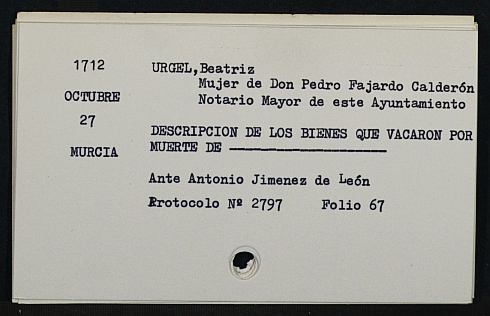 1712
URGEL,Beatriz
Mujer de Don Pedro Fajardo Calderón
OCTUBRE
Notario Mayor de este Ayuntamiento
27
DESCRIPCION DE LOS BIENES QUE VACARON POR
MURCIA
MUERTE DE --------------------
Ante Antonio Jimenez de León
Protocolo Nº 2797 Folio 67